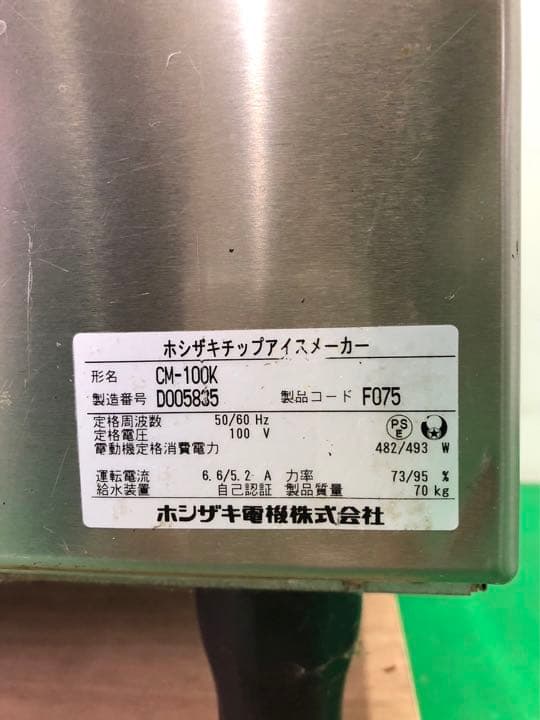 ホシザキチップアイスメーカー
形名 CM-100K
製造番号 D005835 製品コード F075
定格周波数 50/60 Hz
定格電圧 100 V PSE
電動機定格消費電力 482/493 W
運転電流 6.6/5.2 A 力率 73/95 %
給水装置 自己認証 製品質量 70 kg
ホシザキ電機株式会社